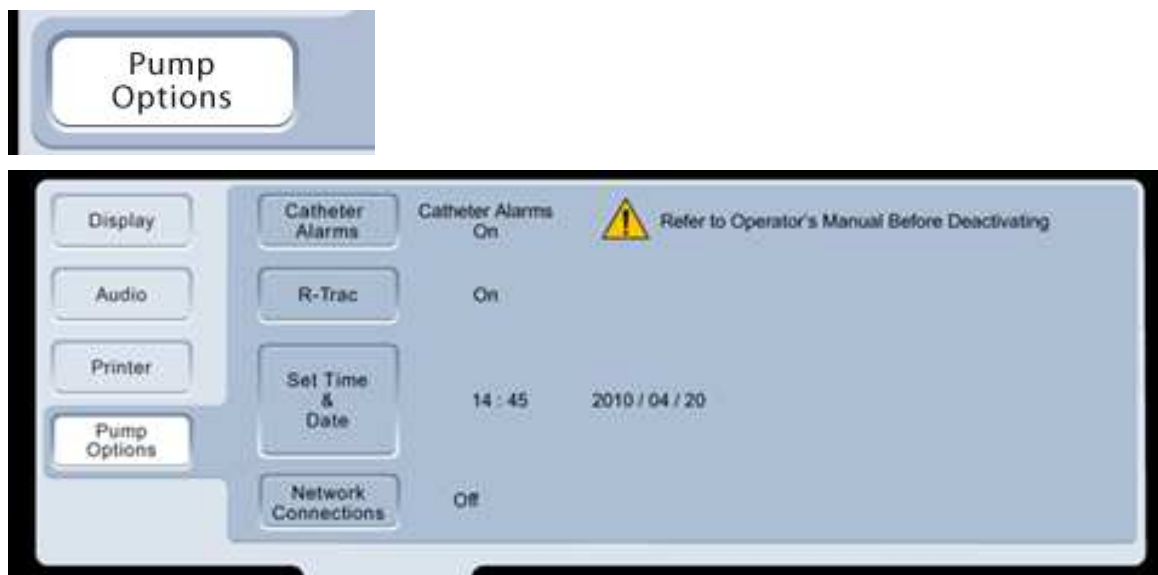 Pump
Options
Display
Audio
Printer
Pump
Options
Catheter
Alarms
Catheter Alarms
On
Refer to Operator's Manual Before Deactivating
R-Trac
On
Set Time
&
Date
14 : 45
2010 / 04 / 20
Network
Connections
Off